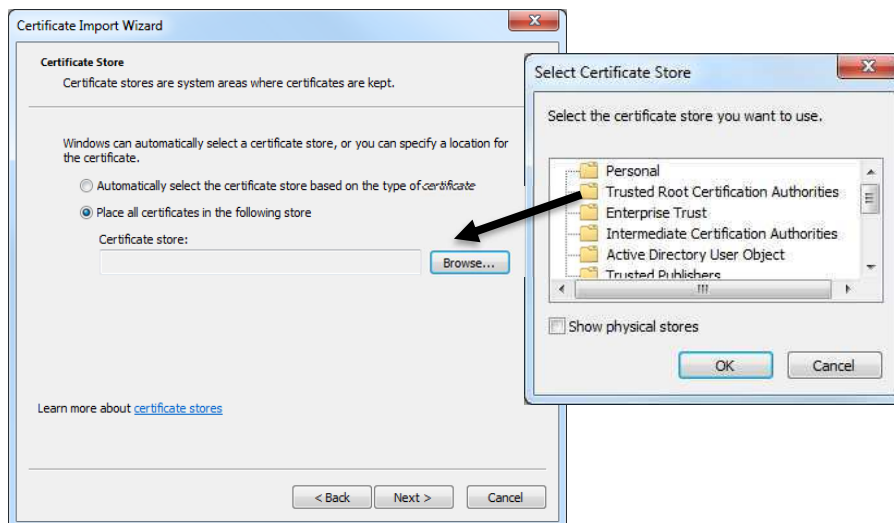 Certificate Import Wizard
Certificate Store
Certificate stores are system areas where certificates are kept.
Windows can automatically select a certificate store, or you can specify a location for
the certificate.
Automatically select the certificate store based on the type of certificate
Place all certificates in the following store
Certificate store:
Browse...
Learn more about certificate stores
< Back
Next >
Cancel
Select Certificate Store
Select the certificate store you want to use.
Personal
Trusted Root Certification Authorities
Enterprise Trust
Intermediate Certification Authorities
Active Directory User Object
Trusted Publishers
Show physical stores
OK
Cancel